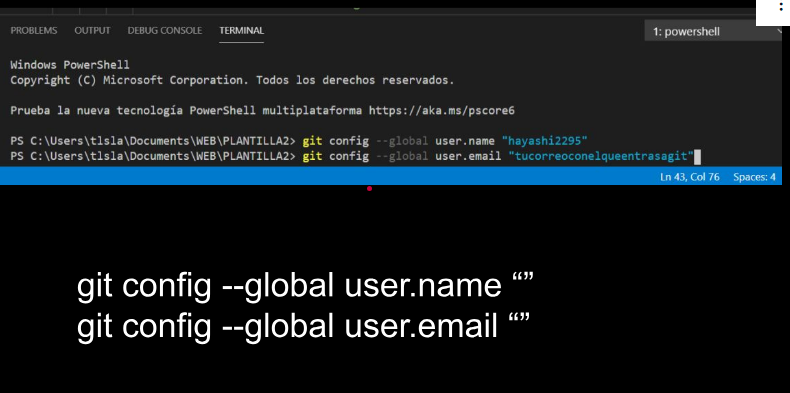 PROBLEMS OUTPUT DEBUG CONSOLE TERMINAL 1: powershell
Windows PowerShell
Copyright (C) Microsoft Corporation. Todos los derechos reservados.
Prueba la nueva tecnología PowerShell multiplataforma https://aka.ms/pscore6
PS C:\Users\tlsla\Documents\WEB\PLANTILLA2> git config --global user.name "hayashi2295"
PS C:\Users\tlsla\Documents\WEB\PLANTILLA2> git config --global user.email "tucorreoconelqueentrasagit"
Ln 43, Col 76 Spaces: 4
git config --global user.name “”
git config --global user.email “”